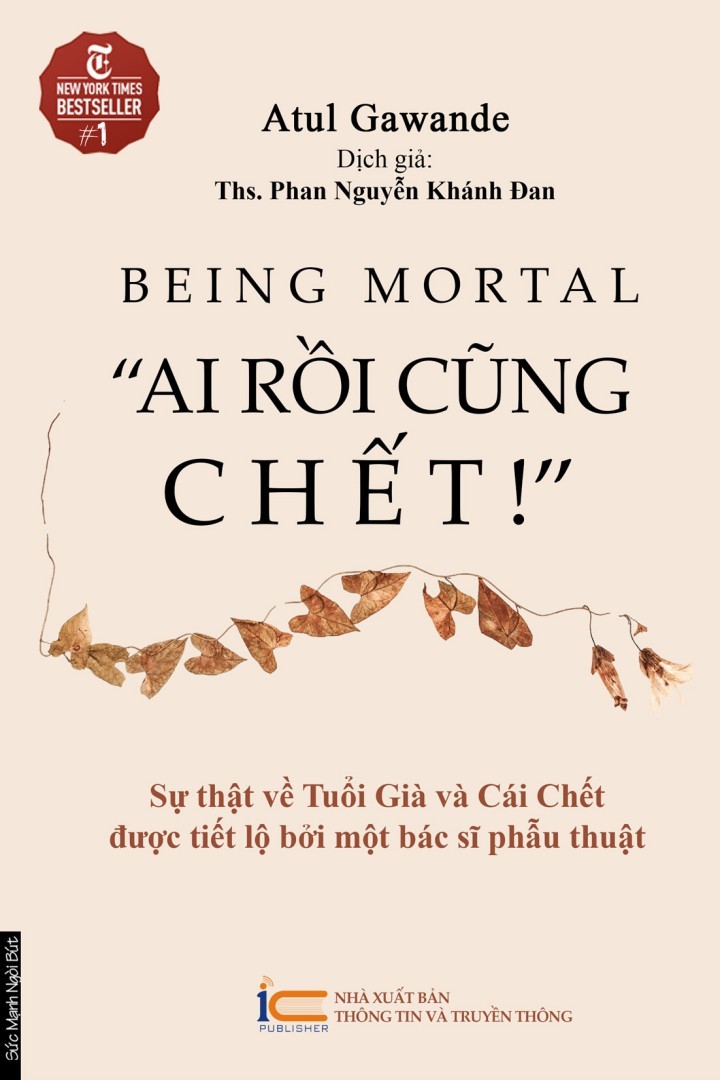 NEW YORK TIMES
BESTSELLER
#1
Atul Gawande
Dịch giả:
Ths. Phan Nguyễn Khánh Đan
BEING MORTAL
“AI RỒI CŨNG
CHẾT!”
Sự thật về Tuổi Già và Cái Chết
được tiết lộ bởi một bác sĩ phẫu thuật
Sức Mạnh Ngòi Bút
ic
PUBLISHER
NHÀ XUẤT BẢN
THÔNG TIN VÀ TRUYỀN THÔNG